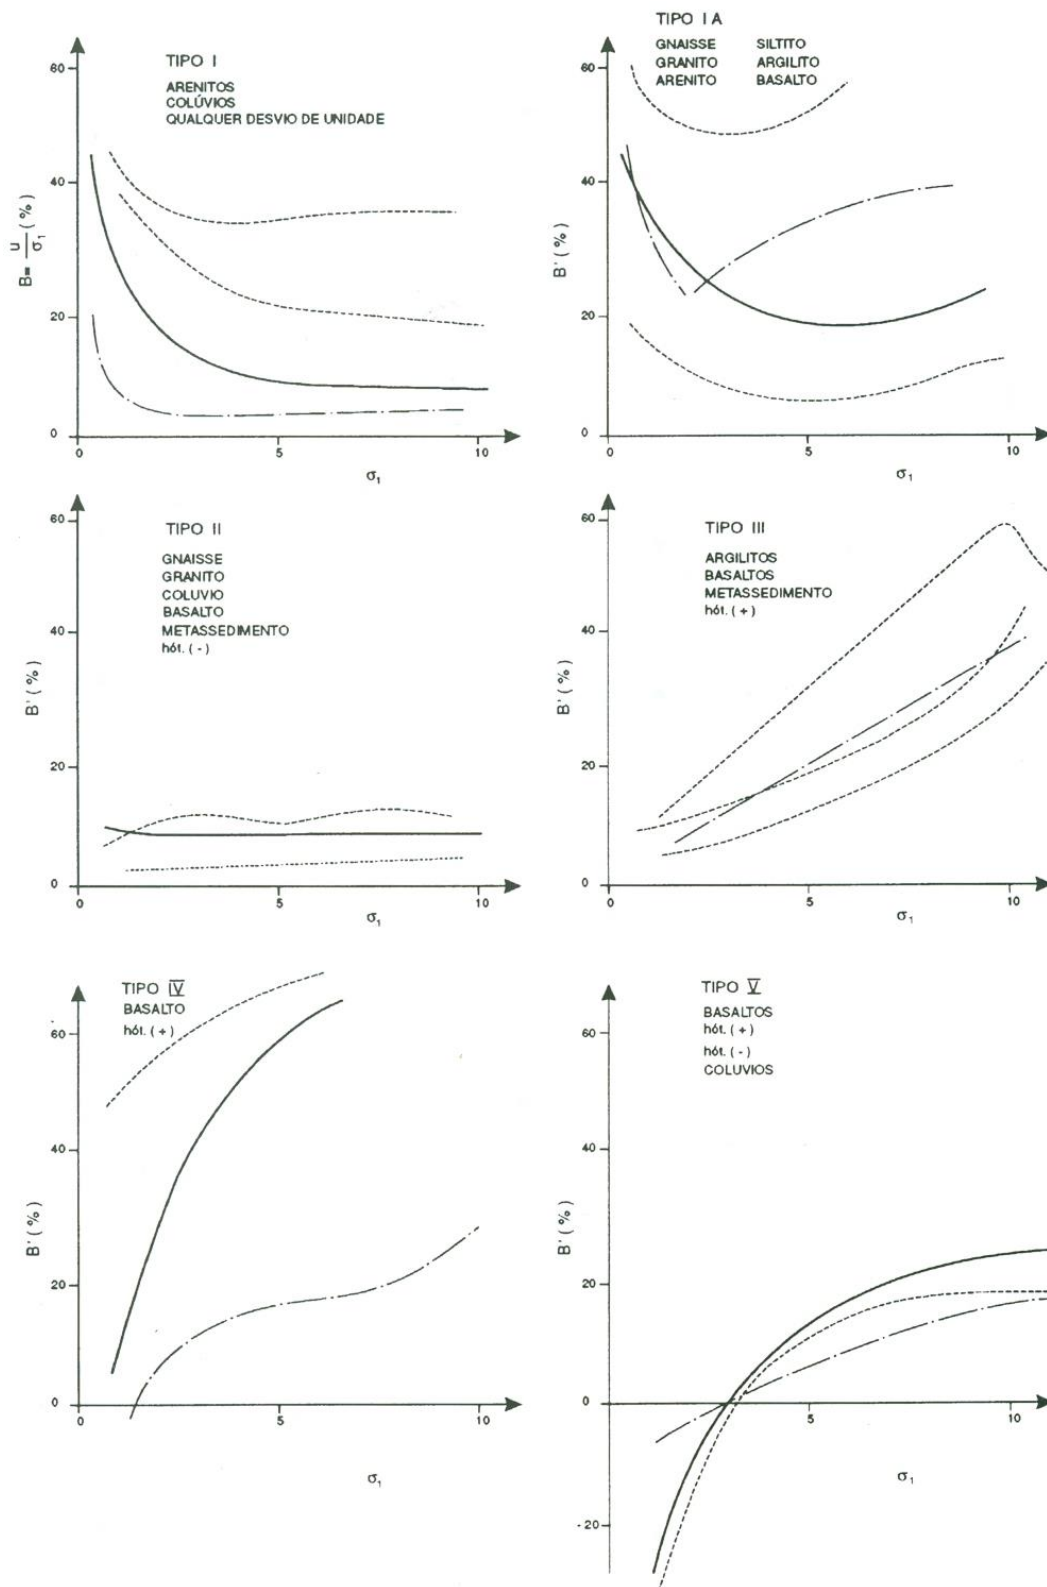 TIPO I
ARENITOS
COLÚVIOS
QUALQUER DESVIO DE UNIDADE
B= u/σ₁ (%)
60
40
20
0
0
5
10
σ₁
TIPO I A
GNAISSE SILTITO
GRANITO ARGILITO
ARENITO BASALTO
B' (%)
60
40
20
0
0
5
10
σ₁
TIPO II
GNAISSE
GRANITO
COLUVIO
BASALTO
METASSEDIMENTO
hót. (-)
B' (%)
60
40
20
0
0
5
10
σ₁
TIPO III
ARGILITOS
BASALTOS
METASSEDIMENTO
hót. (+)
B' (%)
60
40
20
0
0
5
10
σ₁
TIPO IV
BASALTO
hót. (+)
B' (%)
60
40
20
0
0
5
10
σ₁
TIPO V
BASALTOS
hót. (+)
hót. (-)
COLUVIOS
B' (%)
60
40
20
0
-20
5
10
σ₁